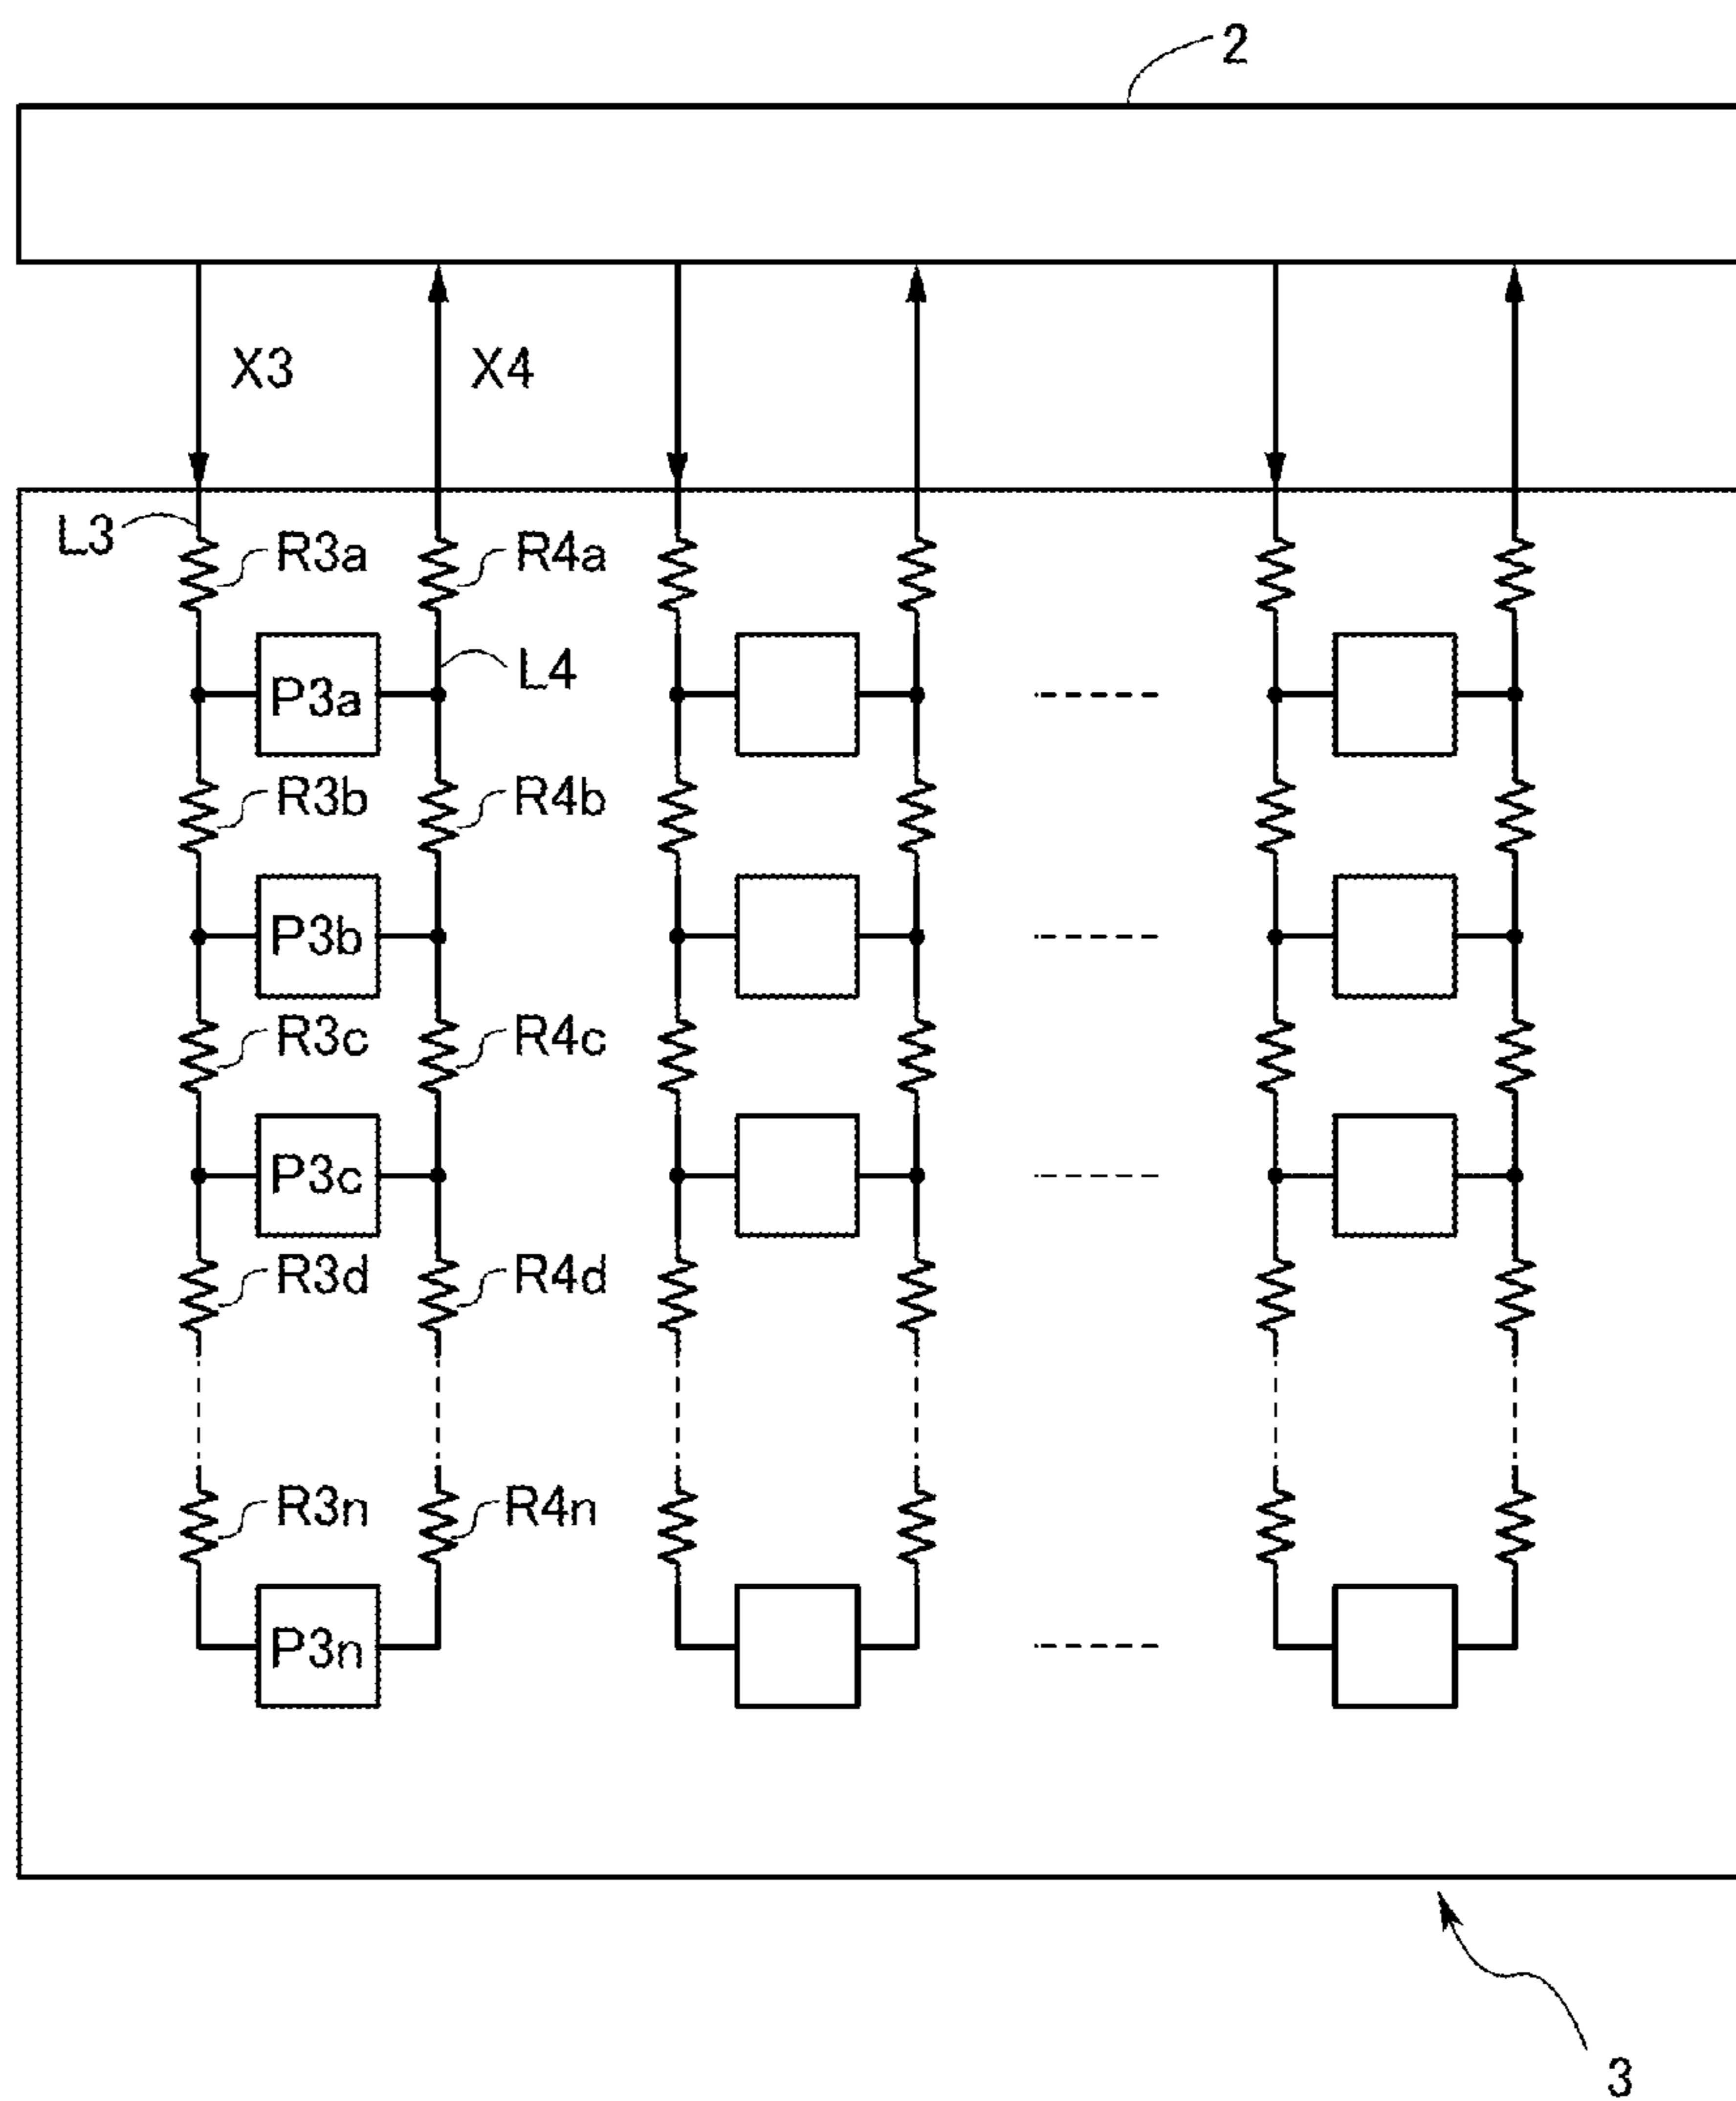 2
X3 X4
L3 R3a R4a
P3a L4
R3b R4b
P3b
R3c R4c
P3c
R3d R4d
R3n R4n
P3n
3